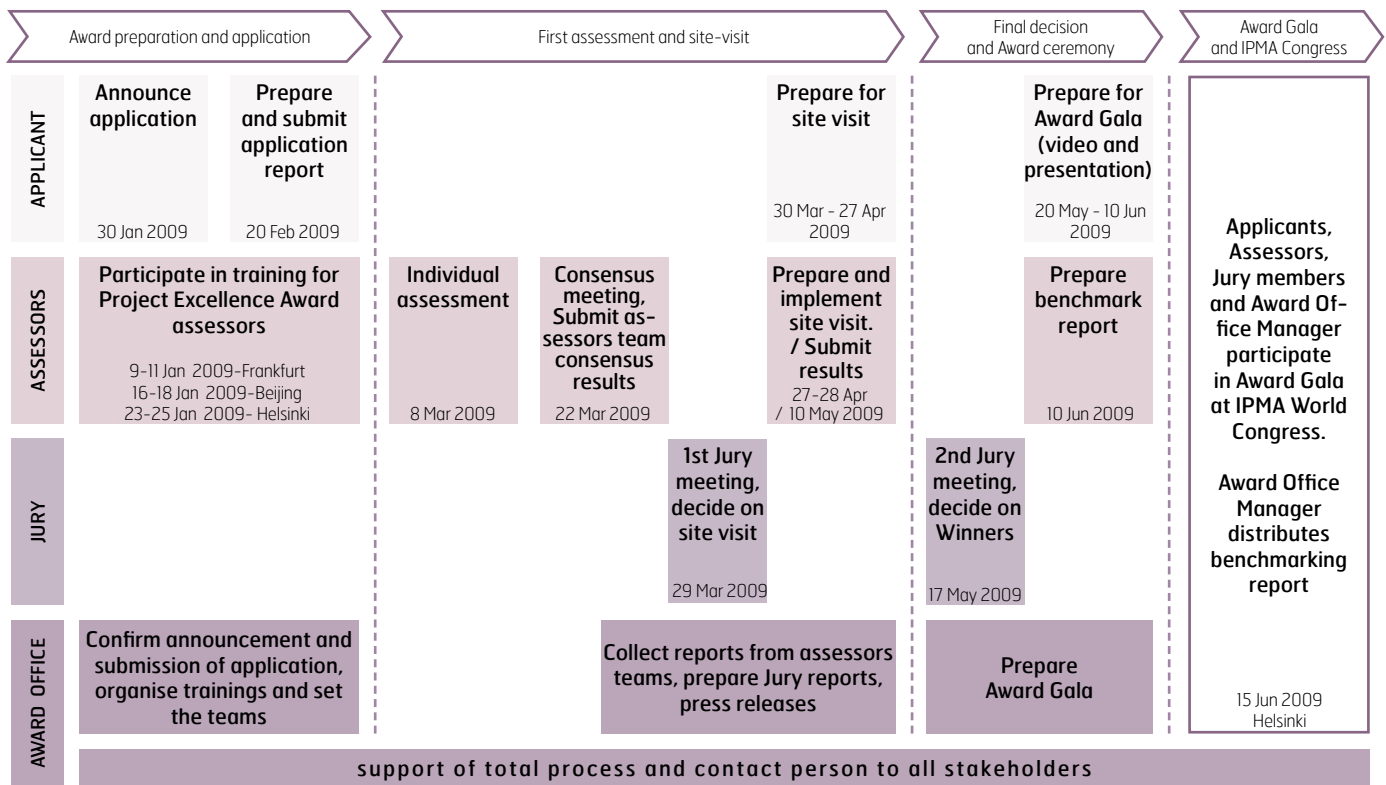 Award preparation and application
First assessment and site-visit
Final decision
and Award ceremony
Award Gala
and IPMA Congress
APPLICANT
Announce
application
30 Jan 2009
Prepare
and submit
application
report
20 Feb 2009
Prepare for
site visit
30 Mar - 27 Apr
2009
Prepare for
Award Gala
(video and
presentation)
20 May - 10 Jun
2009
ASSESSORS
Participate in training for
Project Excellence Award
assessors
9-11 Jan 2009-Frankfurt
16-18 Jan 2009-Beijing
23-25 Jan 2009- Helsinki
Individual
assessment
8 Mar 2009
Consensus
meeting,
Submit as-
sessors team
consensus
results
22 Mar 2009
Prepare and
implement
site visit.
/ Submit
results
27-28 Apr
/ 10 May 2009
Prepare
benchmark
report
10 Jun 2009
JURY
1st Jury
meeting,
decide on
site visit
29 Mar 2009
2nd Jury
meeting,
decide on
Winners
17 May 2009
AWARD OFFICE
Confirm announcement and
submission of application,
organise trainings and set
the teams
Collect reports from assessors
teams, prepare Jury reports,
press releases
Prepare
Award Gala
Applicants,
Assessors,
Jury members
and Award Of-
fice Manager
participate
in Award Gala
at IPMA World
Congress.
Award Office
Manager
distributes
benchmarking
report
15 Jun 2009
Helsinki
support of total process and contact person to all stakeholders